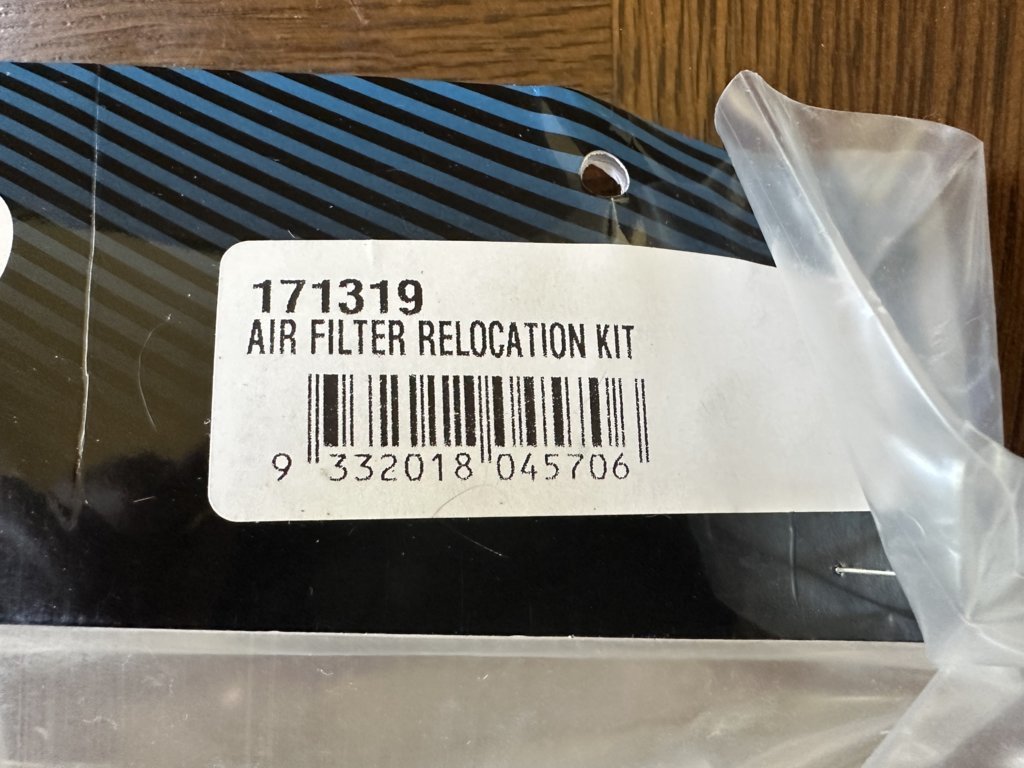 171319
AIR FILTER RELOCATION KIT
9 332018 045706